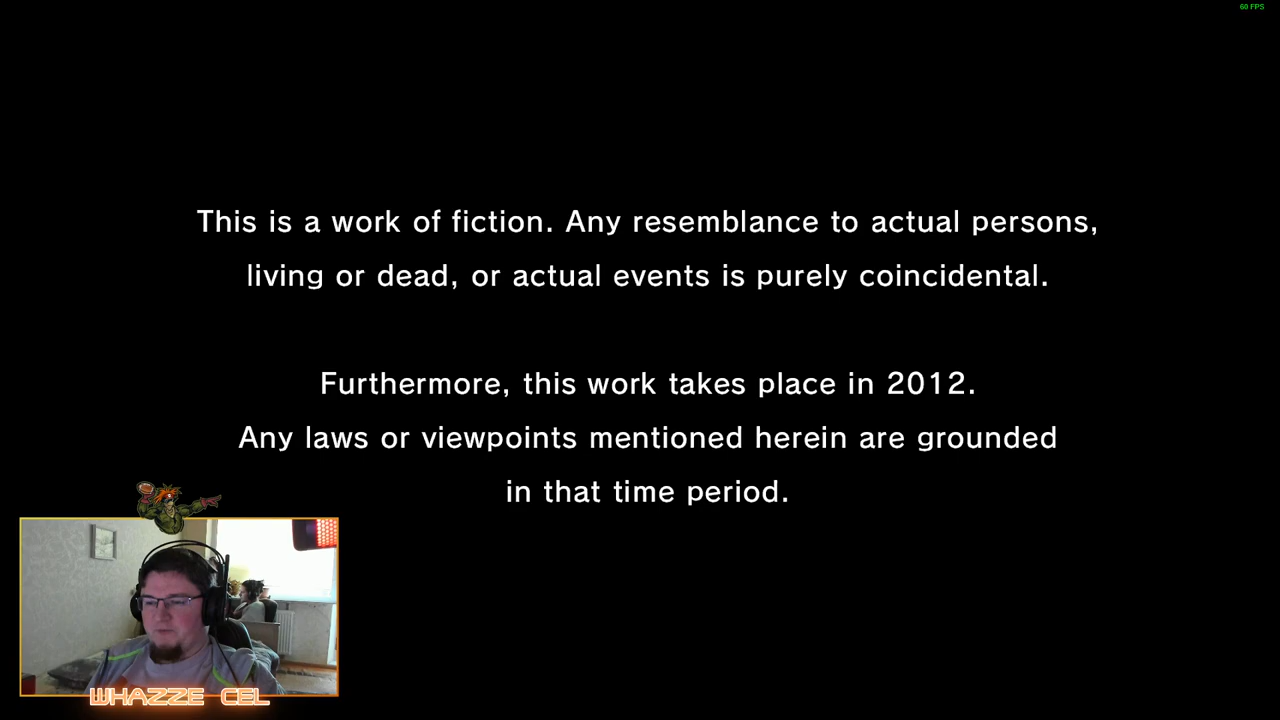 60 FPS
This is a work of fiction. Any resemblance to actual persons,
living or dead, or actual events is purely coincidental.
Furthermore, this work takes place in 2012.
Any laws or viewpoints mentioned herein are grounded
in that time period.
WHAZZE CEL